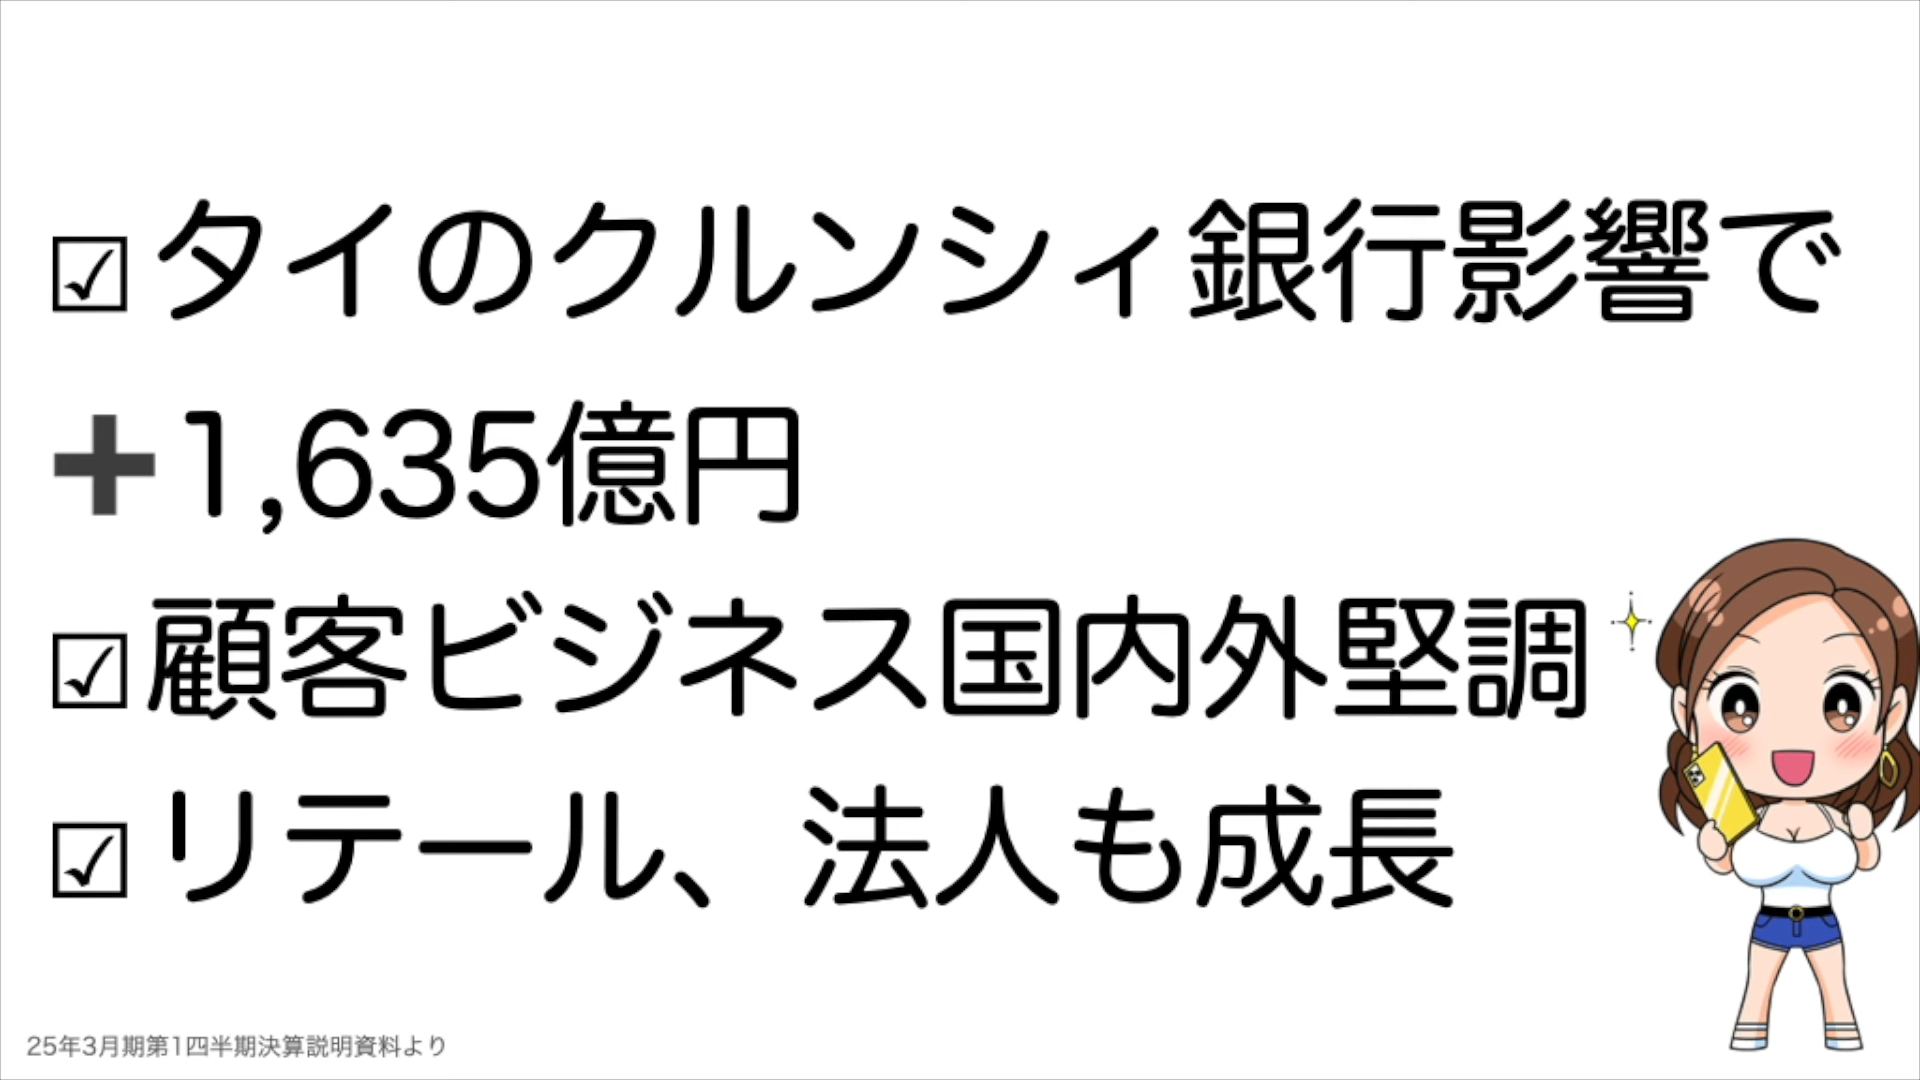 ☑タイのクルンシィ銀行影響で
➕1,635億円
☑顧客ビジネス国内外堅調
☑リテール、法人も成長
25年3月期第1四半期決算説明資料より